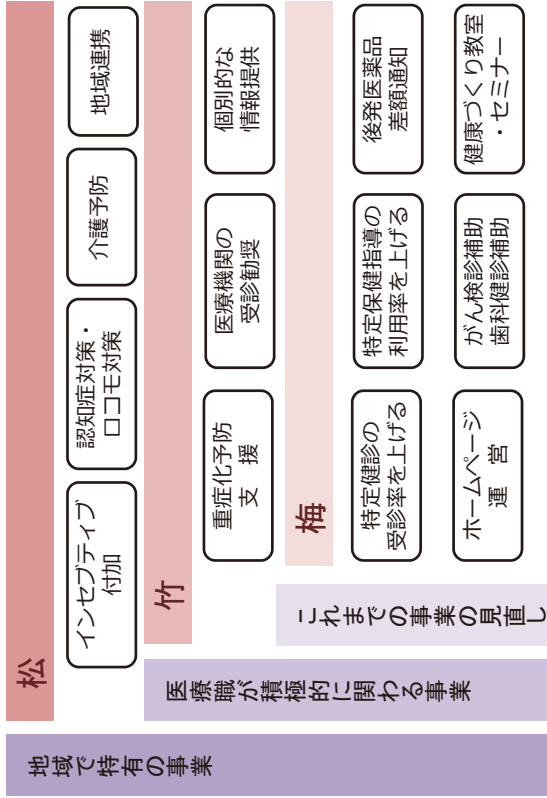 松
インセブティブ
付加
認知症対策・
ロコモ対策
介護予防
地域連携
竹
重症化予防
支　援
医療機関の
受診勧奨
個別的な
情報提供
梅
特定健診の
受診率を上げる
特定保健指導の
利用率を上げる
後発医薬品
差額通知
ホームページ
運　営
がん検診補助
歯科健診補助
健康づくり教室
・セミナー
地域で特有の事業
医療職が積極的に関わる事業
これまでの事業の見直し